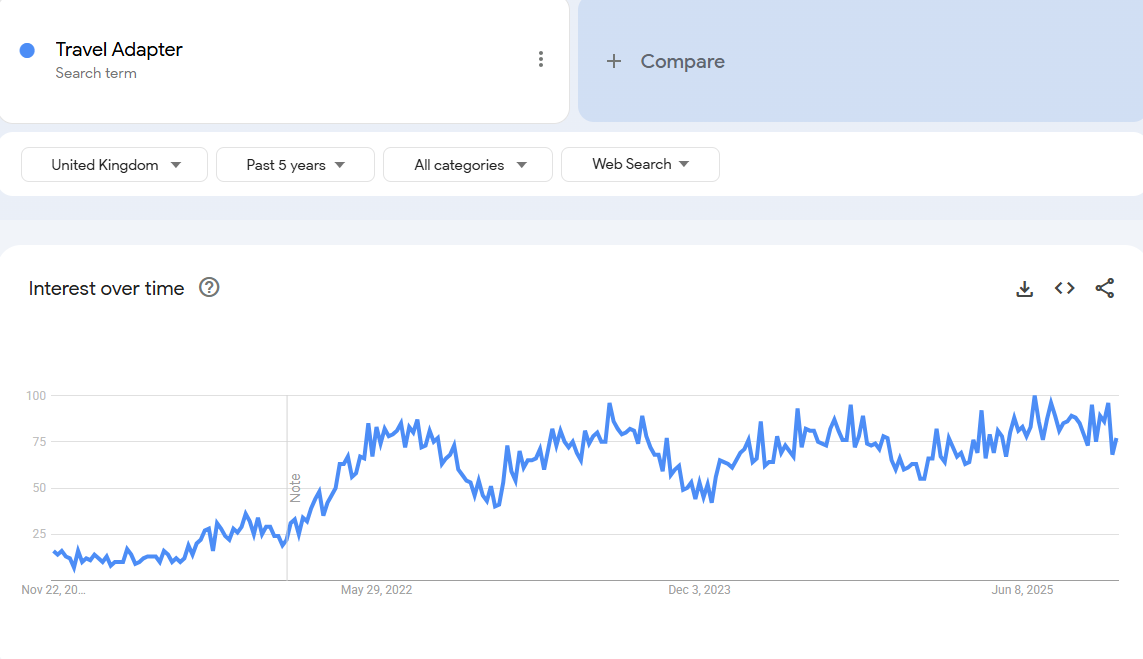 Travel Adapter
Search term
+ Compare
United Kingdom
Past 5 years
All categories
Web Search
Interest over time ?
100
75
50
25
Note
Nov 22, 20...
May 29, 2022
Dec 3, 2023
Jun 8, 2025